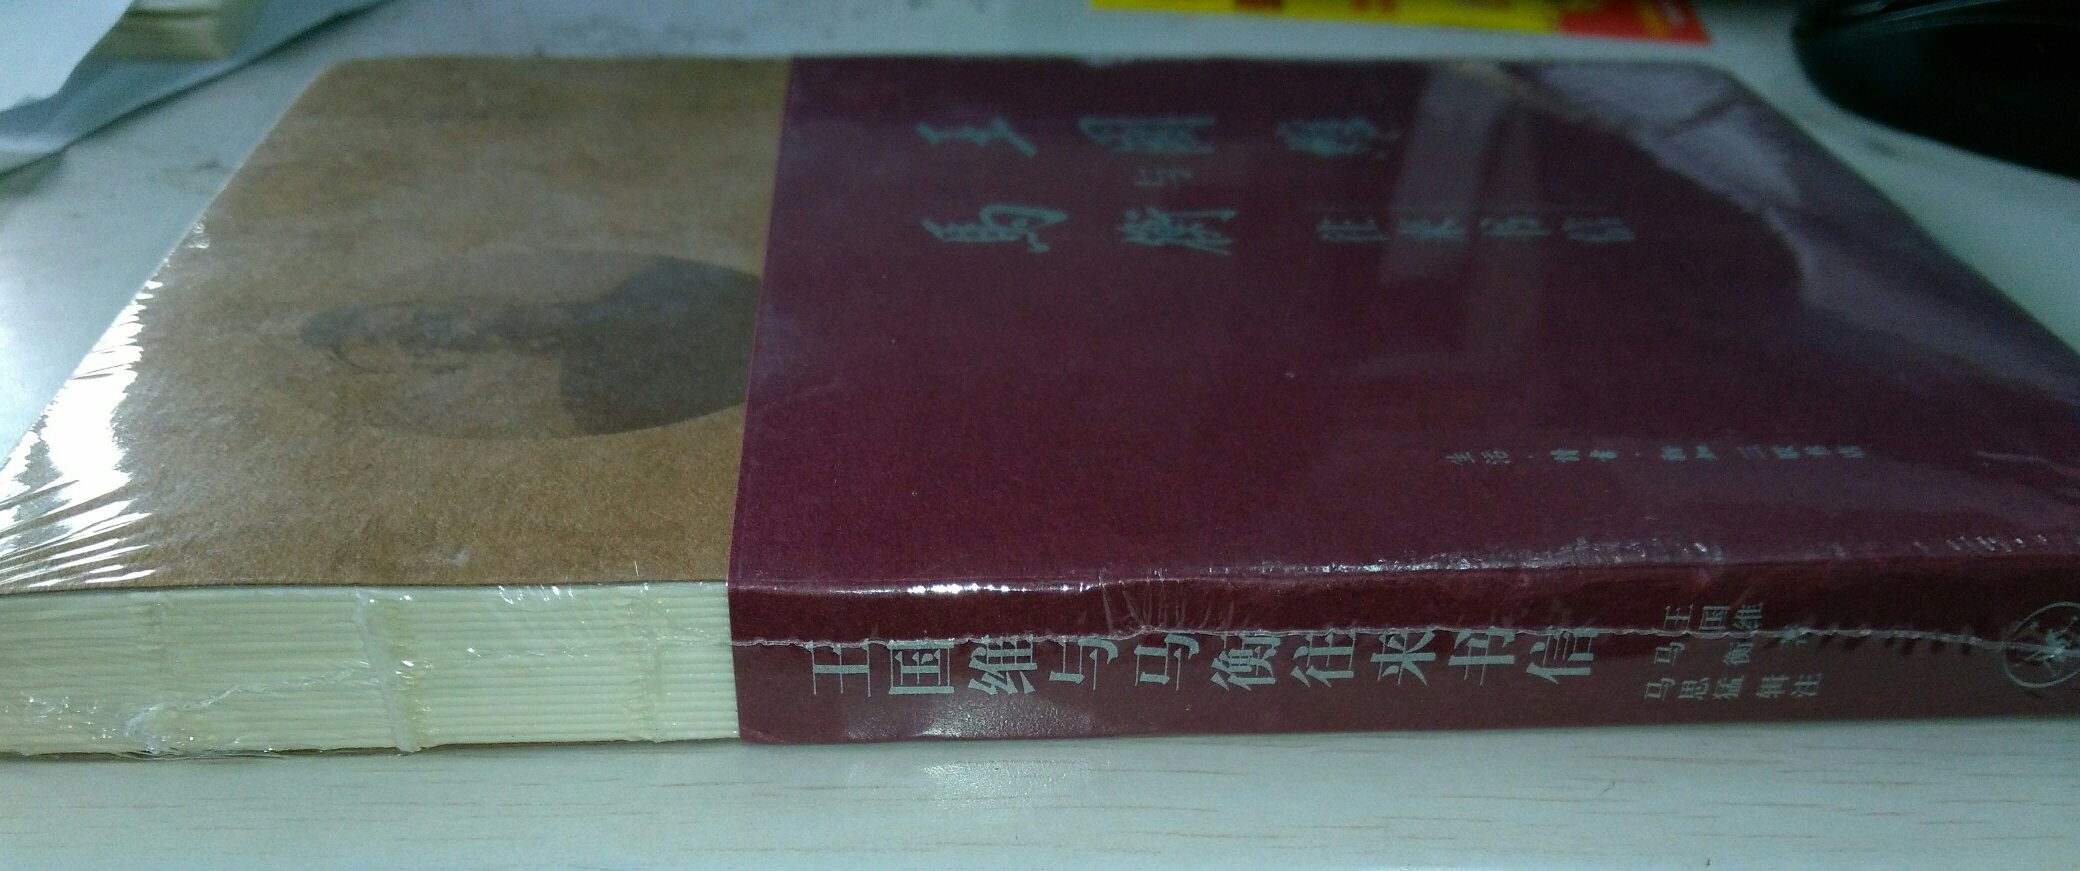 王國維
与
馬衡
往来书信
生活·讀書·新知 三联书店
王国维与马衡往来书信
王国维
马衡 著
马思猛 辑注